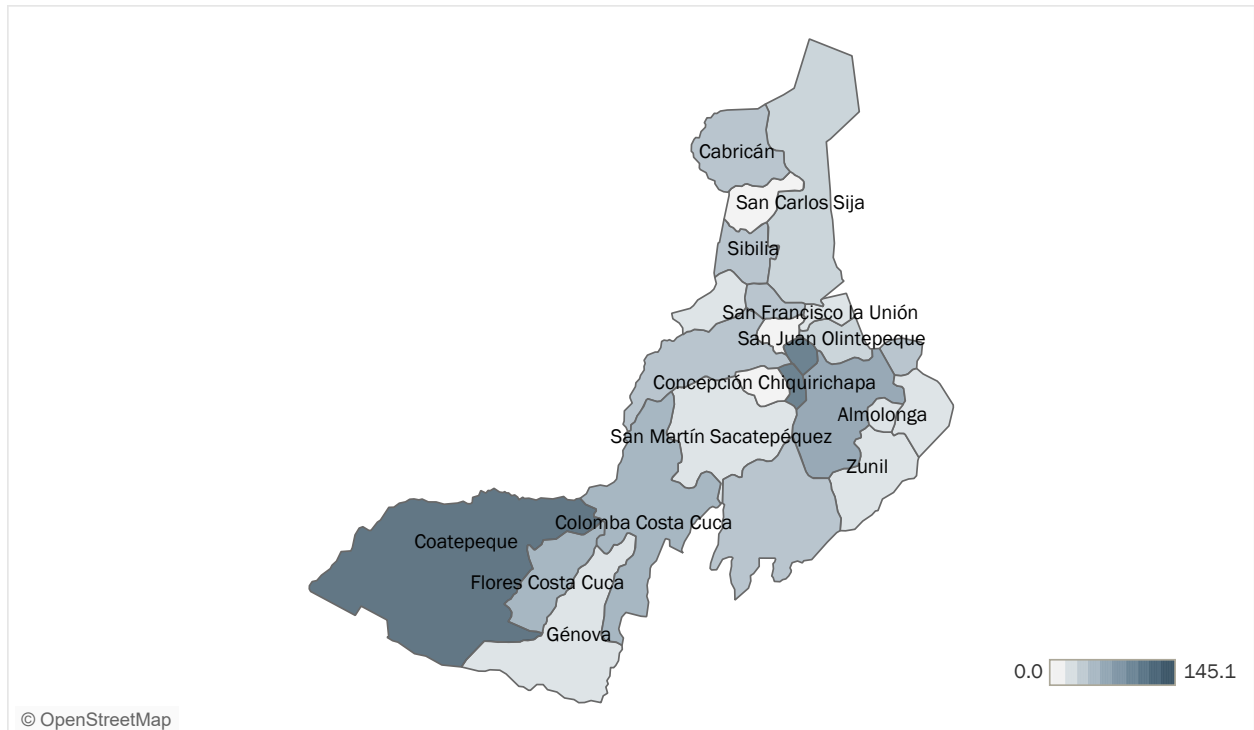 Cabricán
San Carlos Sija
Sibilia
San Francisco la Unión
San Juan Olintepeque
Concepción Chiquirichapa
Almolonga
San Martín Sacatepéquez
Zunil
Colomba Costa Cuca
Coatepeque
Flores Costa Cuca
Génova
0.0 145.1
© OpenStreetMap